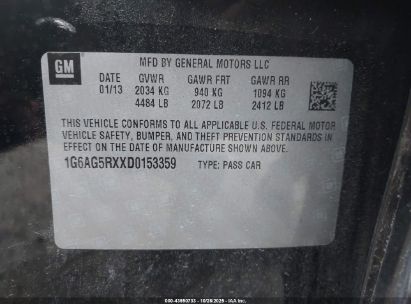 GM
MFD BY GENERAL MOTORS LLC
DATE GVWR GAWR FRT GAWR RR
01/13 2034 KG 940 KG 1094 KG
4484 LB 2072 LB 2412 LB
THIS VEHICLE CONFORMS TO ALL APPLICABLE U.S. FEDERAL MOTOR
VEHICLE SAFETY, BUMPER, AND THEFT PREVENTION STANDARDS IN
EFFECT ON THE DATE OF MANUFACTURE SHOWN ABOVE.
1G6AG5RXXD0153359 TYPE: PASS CAR